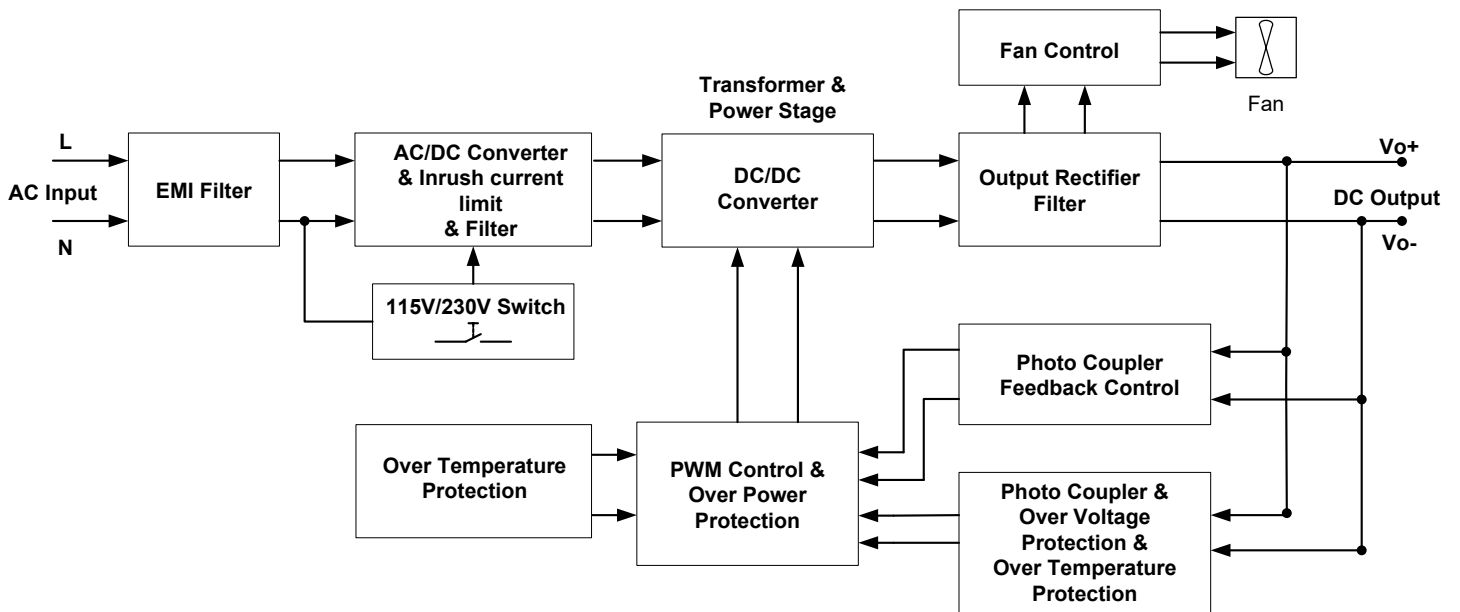 Fan Control
Fan
Transformer &
Power Stage
L
AC Input
N
EMI Filter
AC/DC Converter
& Inrush current
limit
& Filter
DC/DC
Converter
Output Rectifier
Filter
Vo+
DC Output
Vo-
115V/230V Switch
Photo Coupler
Feedback Control
Over Temperature
Protection
PWM Control &
Over Power
Protection
Photo Coupler &
Over Voltage
Protection &
Over Temperature
Protection